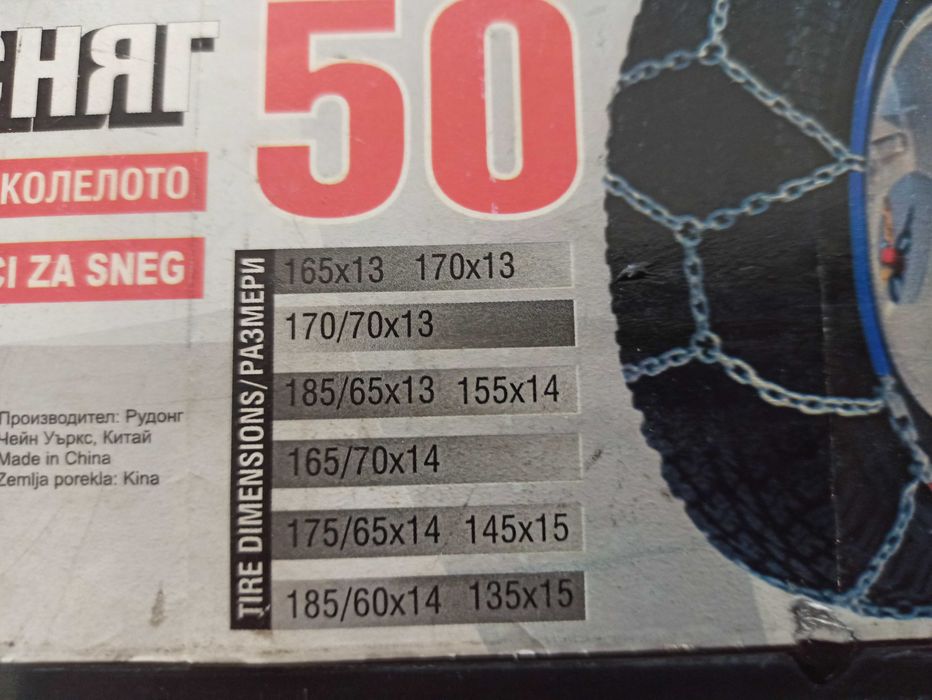 СНЯГ
50
КОЛЕЛОТО
CI ZA SNEG
TIRE DIMENSIONS/РАЗМЕРИ
165x13 170x13
170/70x13
185/65x13 155x14
165/70x14
175/65x14 145x15
185/60x14 135x15
Производител: Рудонг
Чейн Уъркс, Китай
Made in China
Zemlja porekla: Kina